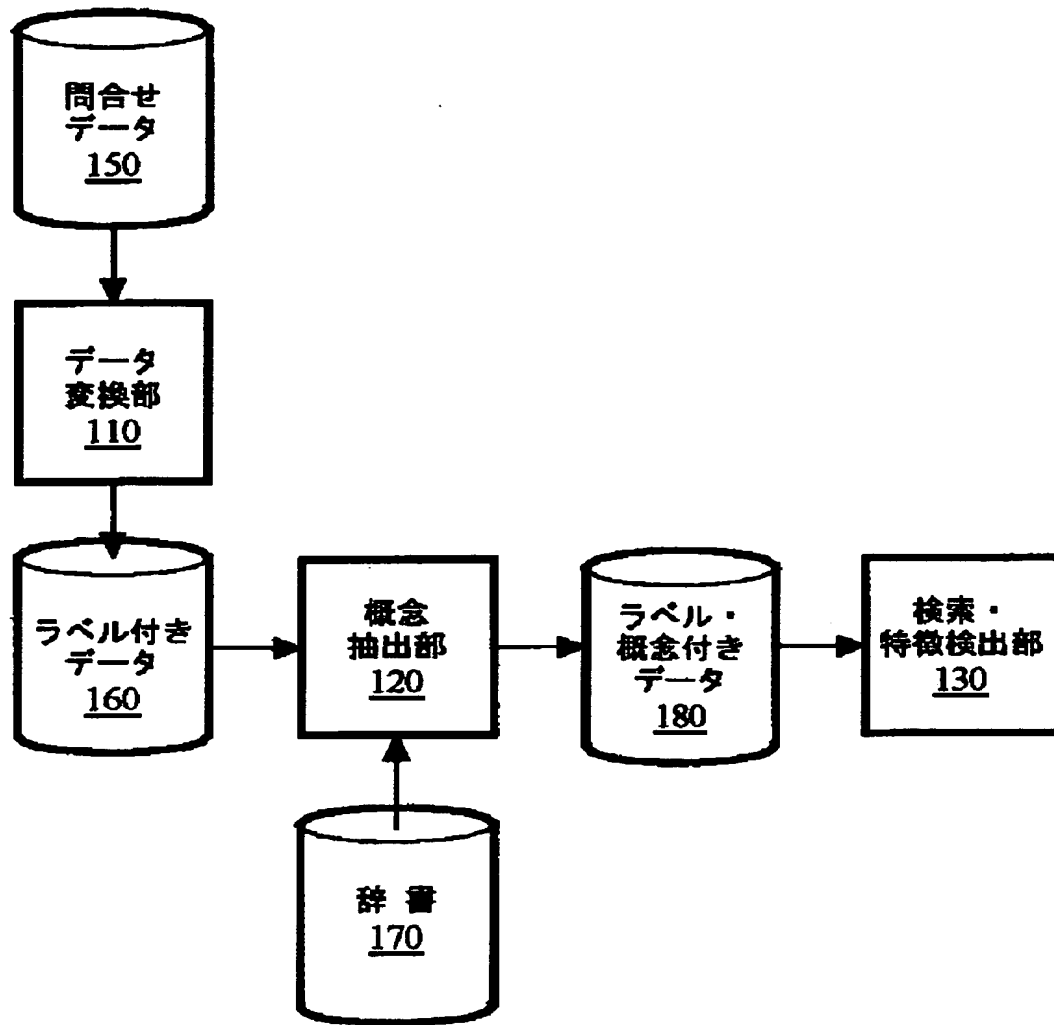 問合せ
データ
150
データ
変換部
110
ラベル付き
データ
160
概念
抽出部
120
ラベル・
概念付き
データ
180
検索・
特徴検出部
130
辞書
170